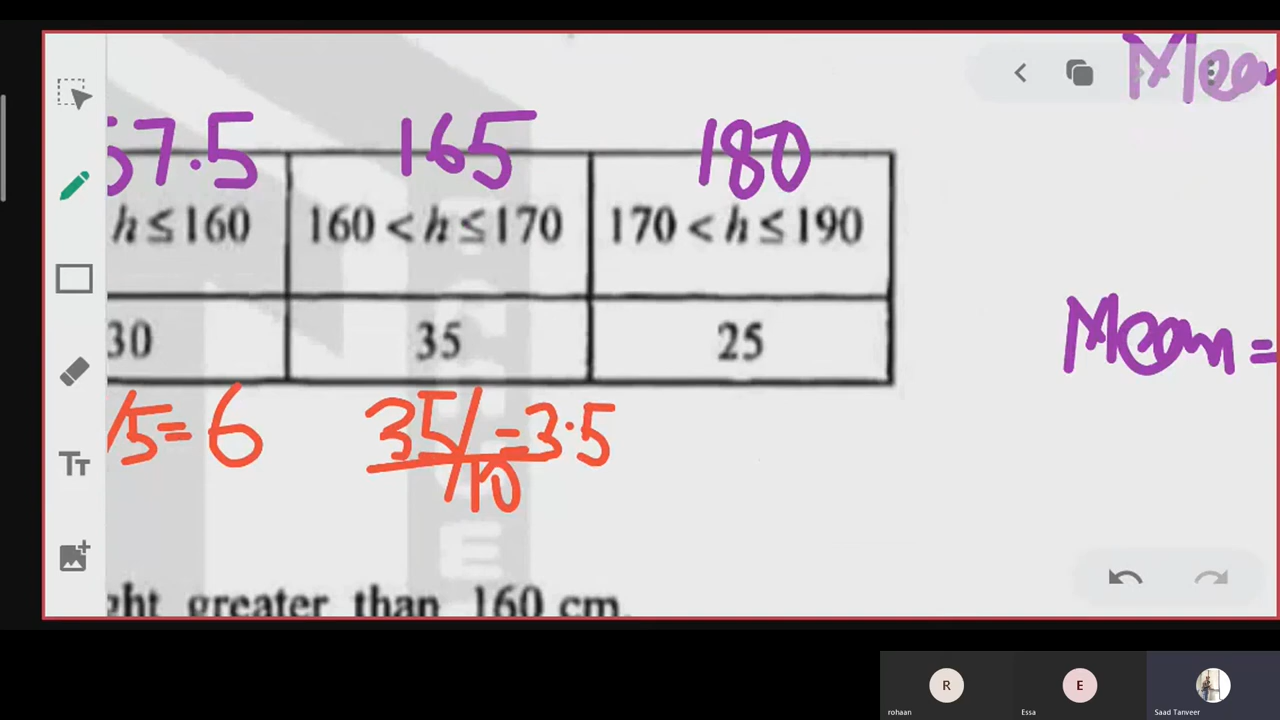 Mea
57.5 165 180
h ≤ 160 160 < h ≤ 170 170 < h ≤ 190
30 35 25
Mean =
/5 = 6 35/10 = 3.5
ght greater than 160 cm.
Tт
R E
rohaan Essa Saad Tanveer